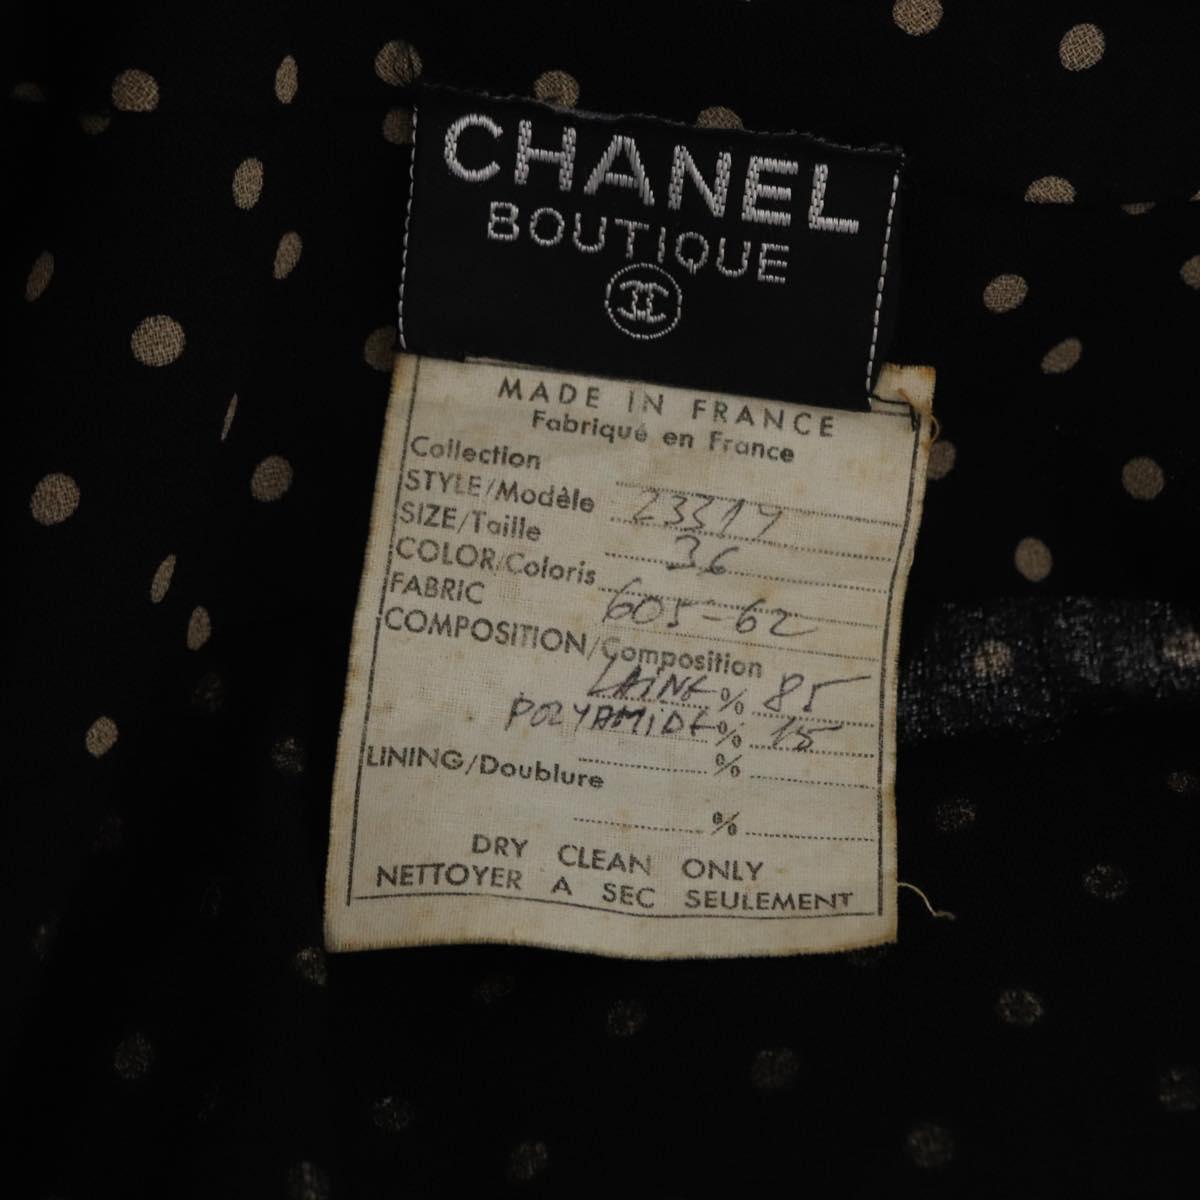 CHANEL
BOUTIQUE
MADE IN FRANCE
Fabriqué en France
Collection
STYLE/Modèle 23319
SIZE/Taille 36
COLOR/Coloris 605-62
FABRIC
COMPOSITION/Composition
LAINE % 85
POLYAMIDE % 15
%
LINING/Doublure
%
DRY CLEAN ONLY
NETTOYER A SEC SEULEMENT